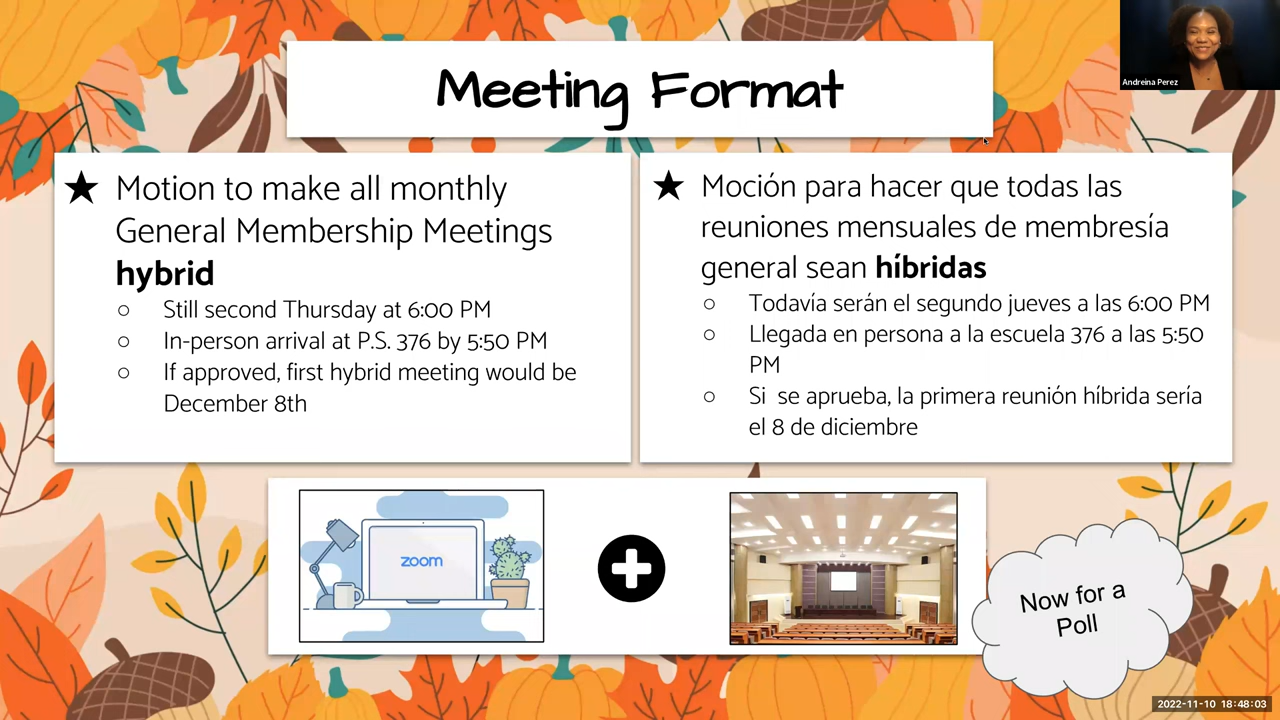 Meeting Format
Andreina Perez
★ Motion to make all monthly
General Membership Meetings
hybrid
○ Still second Thursday at 6:00 PM
○ In-person arrival at P.S. 376 by 5:50 PM
○ If approved, first hybrid meeting would be
December 8th
★ Moción para hacer que todas las
reuniones mensuales de membresía
general sean híbridas
○ Todavía serán el segundo jueves a las 6:00 PM
○ Llegada en persona a la escuela 376 a las 5:50
PM
○ Si se aprueba, la primera reunión híbrida sería
el 8 de diciembre
zoom
Now for a
Poll
2022-11-10 18:48:03